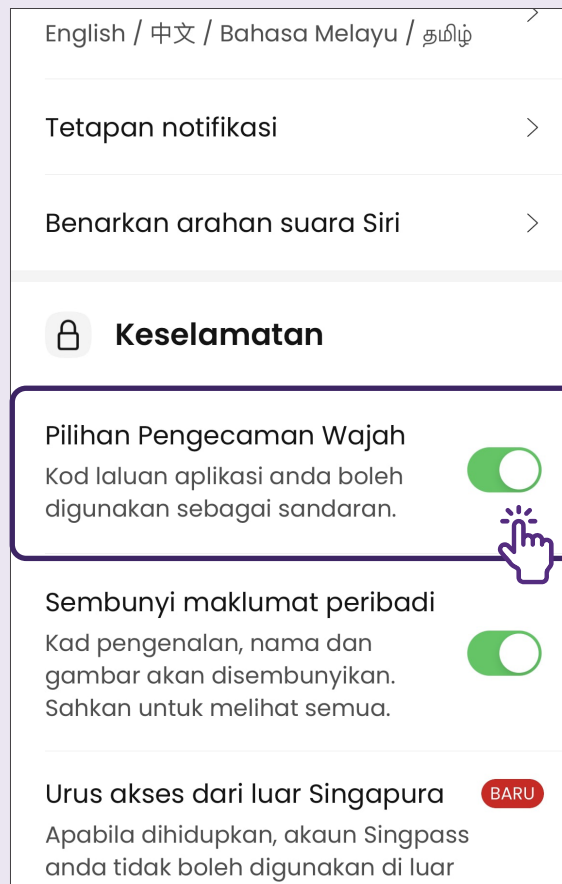 English / 中文 / Bahasa Melayu / தமிழ்
Tetapan notifikasi
Benarkan arahan suara Siri
Keselamatan
Pilihan Pengecaman Wajah
Kod laluan aplikasi anda boleh
digunakan sebagai sandaran.
Sembunyi maklumat peribadi
Kad pengenalan, nama dan
gambar akan disembunyikan.
Sahkan untuk melihat semua.
Urus akses dari luar Singapura
BARU
Apabila dihidupkan, akaun Singpass
anda tidak boleh digunakan di luar